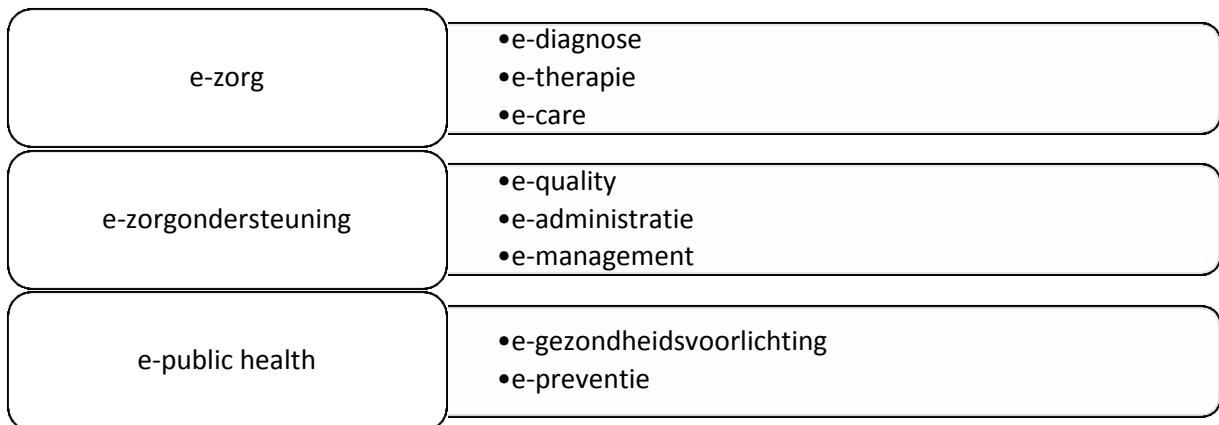 e-zorg
•e-diagnose
•e-therapie
•e-care
e-zorgondersteuning
•e-quality
•e-administratie
•e-management
e-public health
•e-gezondheidsvoorlichting
•e-preventie